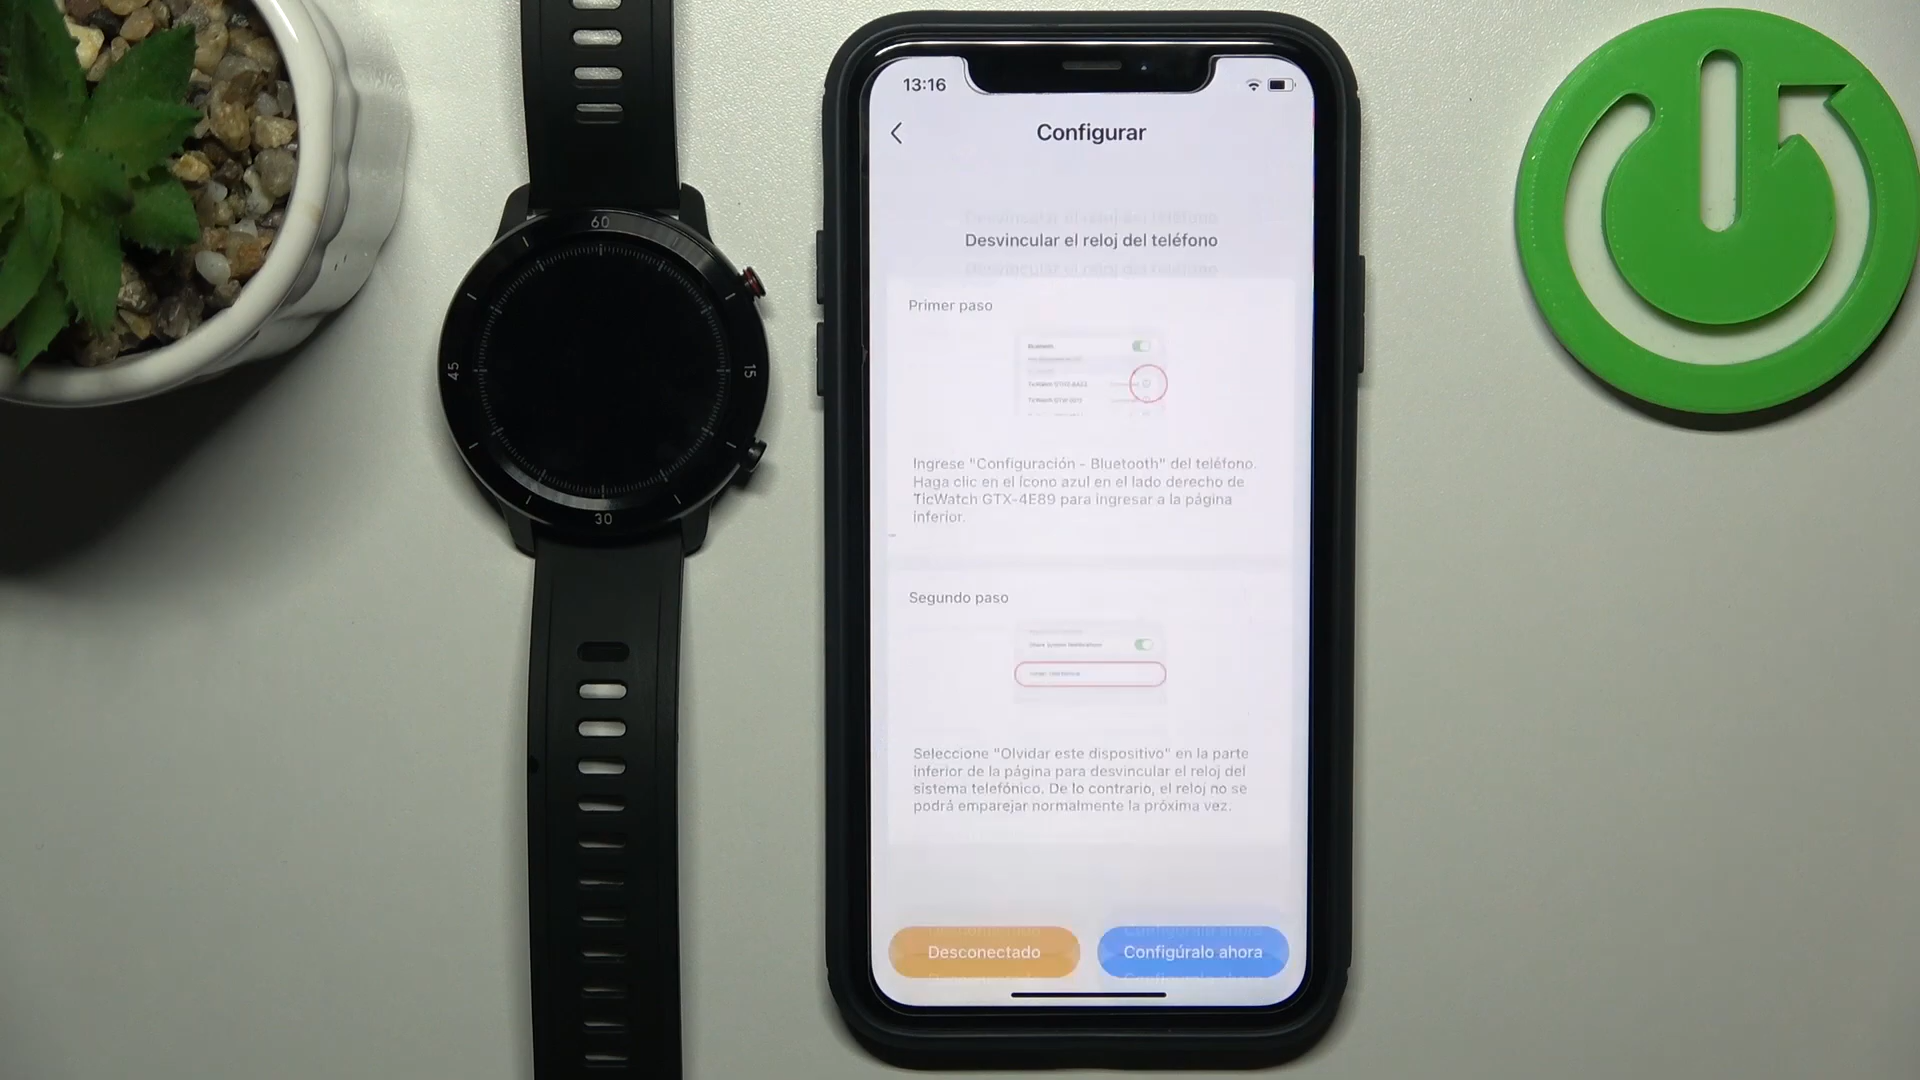 13:16
Configurar
Desvincular el reloj del teléfono
Primer paso
Bluetooth
Ingrese "Configuración - Bluetooth" del teléfono.
Haga clic en el ícono azul en el lado derecho de
TicWatch GTX-4E89 para ingresar a la página
inferior.
Segundo paso
Seleccione "Olvidar este dispositivo" en la parte
inferior de la página para desvincular el reloj del
sistema telefónico. De lo contrario, el reloj no se
podrá emparejar normalmente la próxima vez.
Desconectado
Configúralo ahora
60
45
15
30